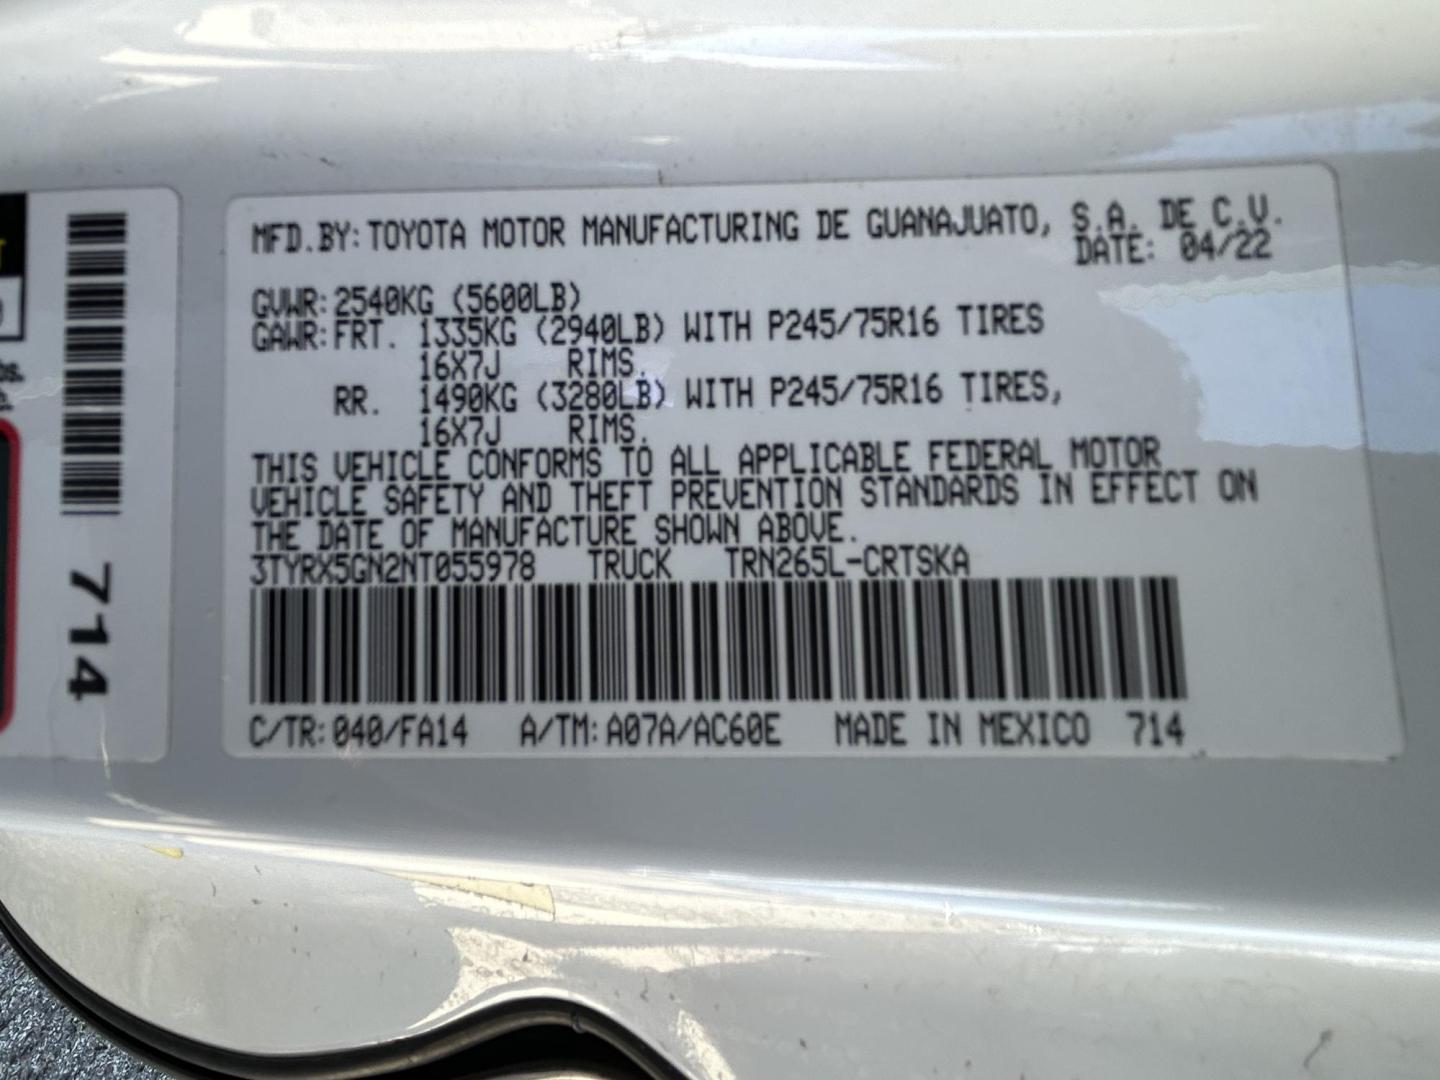 MFD.BY: TOYOTA MOTOR MANUFACTURING DE GUANAJUATO, S.A. DE C.V.
DATE: 04/22
GVWR: 2540KG (5600LB)
GAWR: FRT. 1335KG (2940LB) WITH P245/75R16 TIRES
16X7J RIMS,
RR. 1490KG (3280LB) WITH P245/75R16 TIRES,
16X7J RIMS.
THIS VEHICLE CONFORMS TO ALL APPLICABLE FEDERAL MOTOR
VEHICLE SAFETY AND THEFT PREVENTION STANDARDS IN EFFECT ON
THE DATE OF MANUFACTURE SHOWN ABOVE.
3TYRX5GN2NT055978 TRUCK TRN265L-CRTSKA
C/TR: 040/FA14 A/TM: A07A/AC60E MADE IN MEXICO 714
714